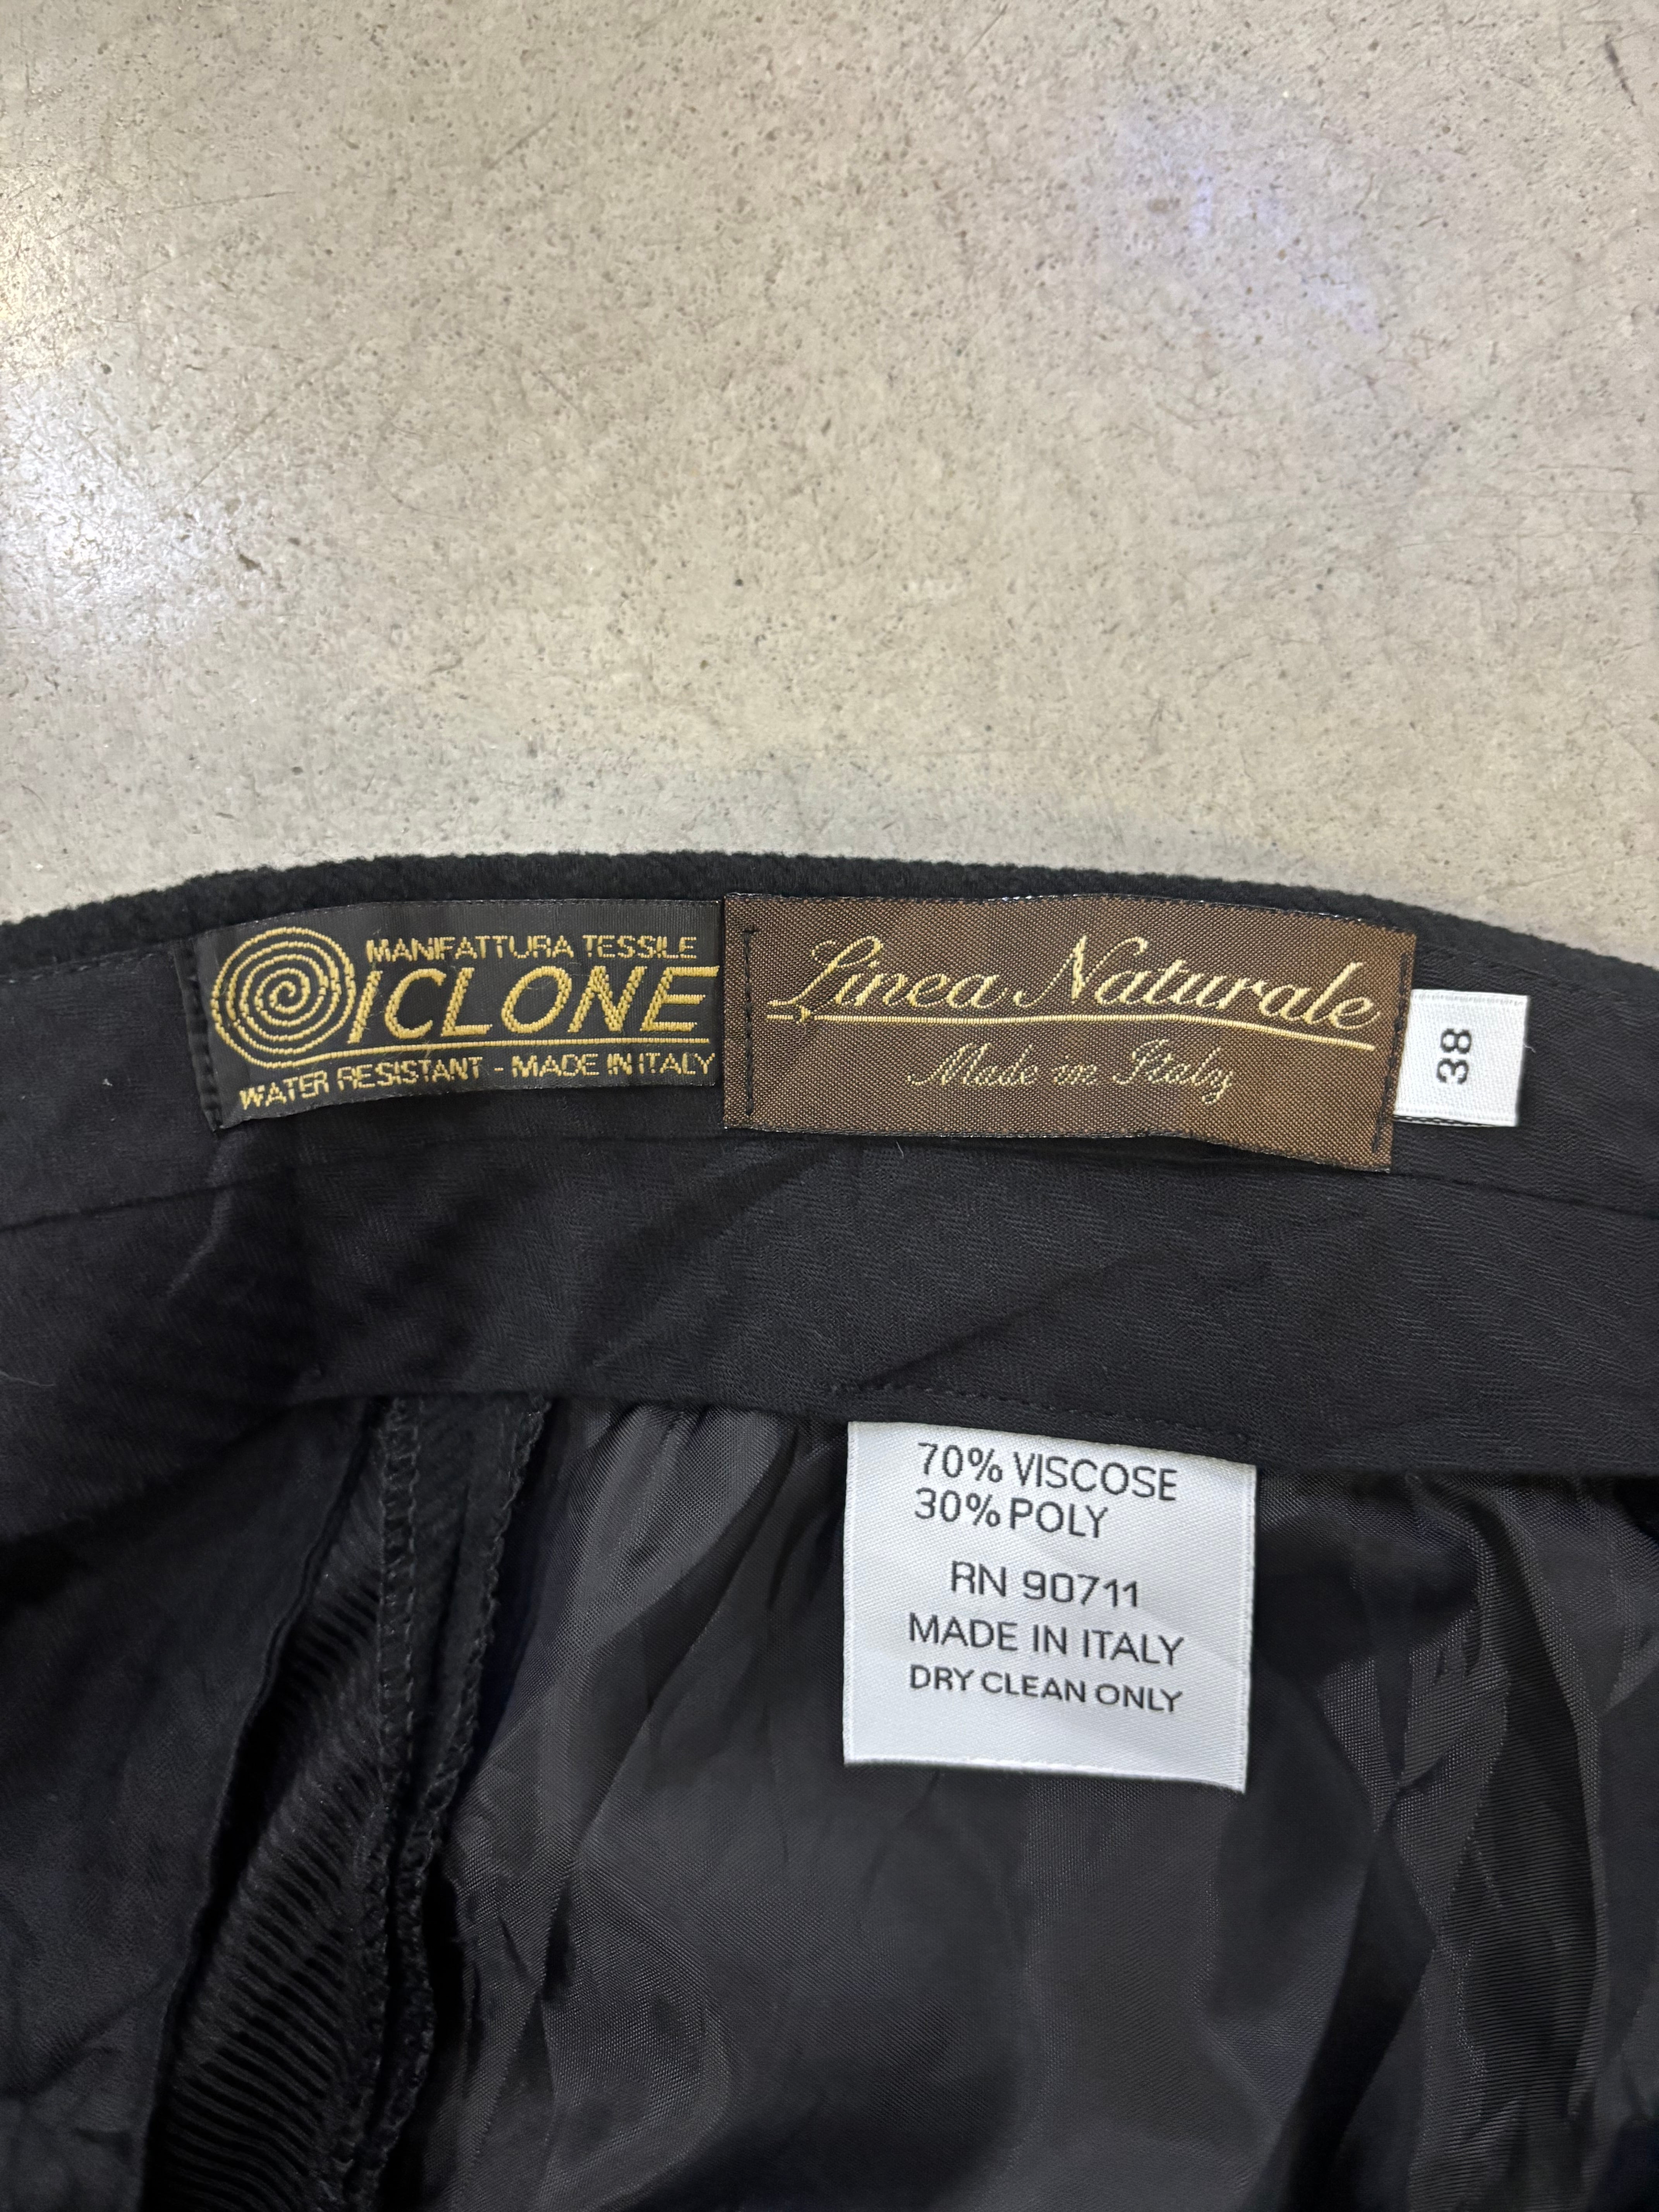 MANIFATTURA TESSILE
ICLONE
WATER RESISTANT - MADE IN ITALY
Linea Naturale
Made in Italy
38
70% VISCOSE
30% POLY
RN 90711
MADE IN ITALY
DRY CLEAN ONLY